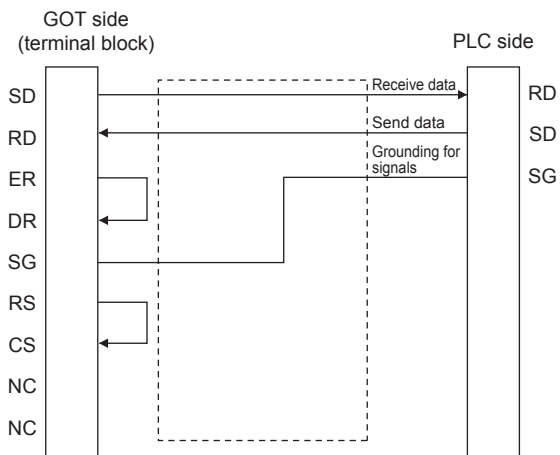 GOT side
(terminal block)
PLC side
SD
RD
ER
DR
SG
RS
CS
NC
NC
Receive data
Send data
Grounding for
signals
RD
SD
SG